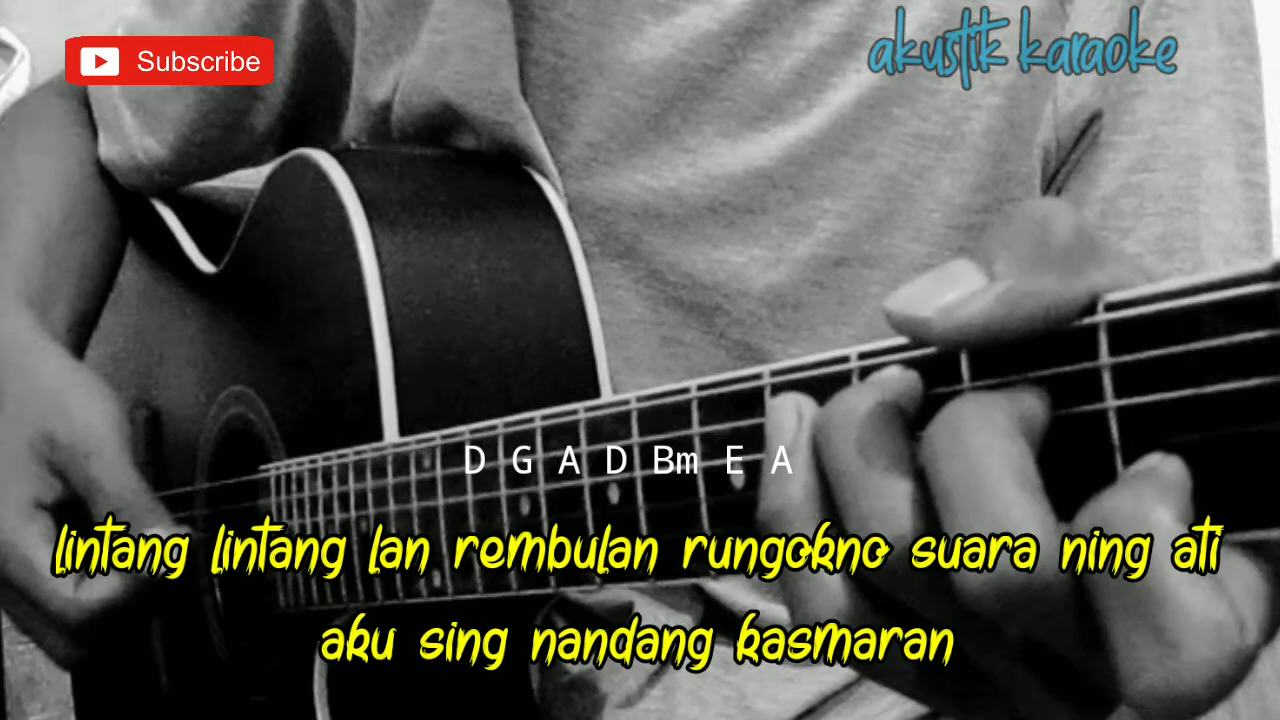 Subscribe
akustik karaoke
D G A D Bm E A
lintang lintang lan rembulan rungokno suara ning ati
aku sing nandang kasmaran